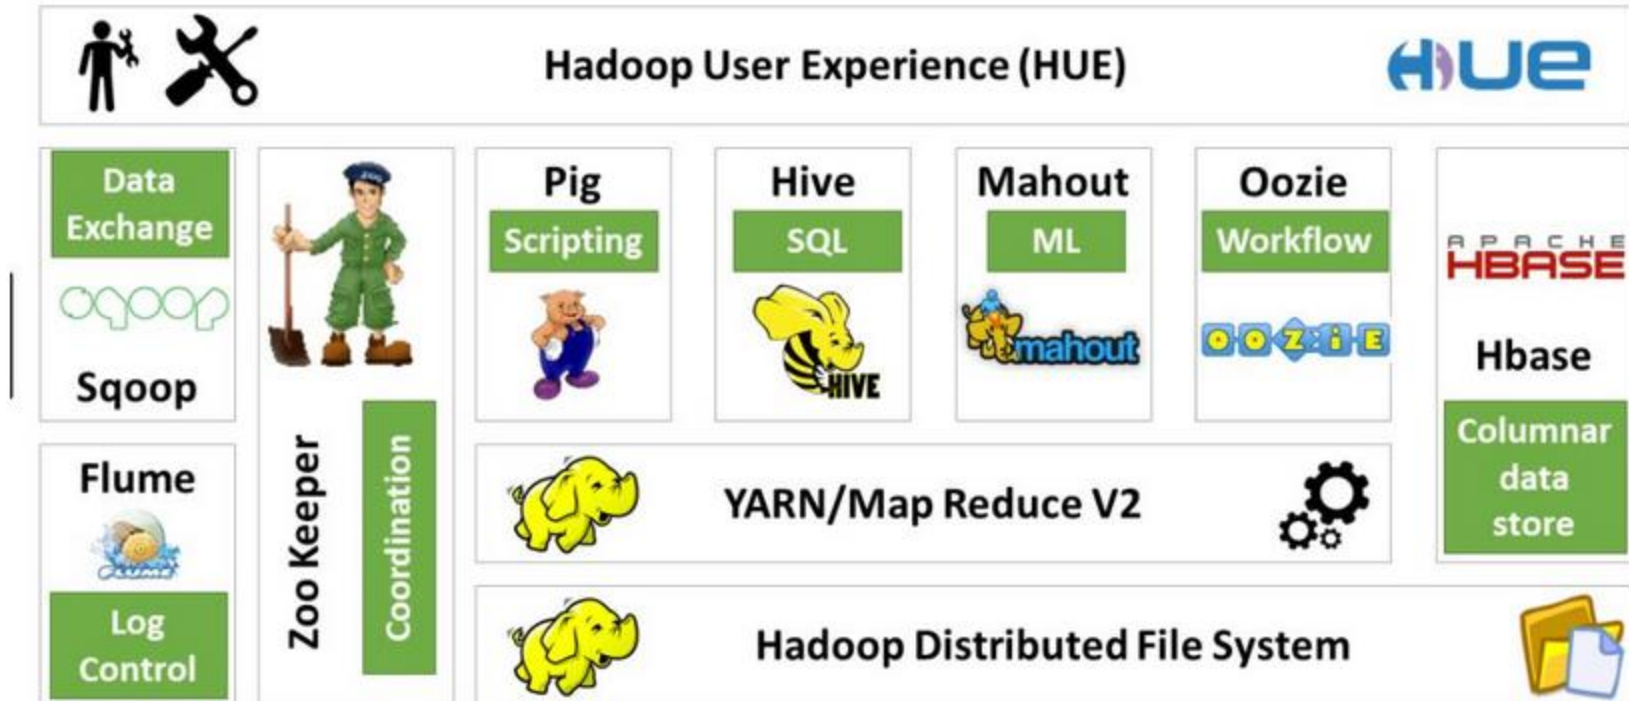 Hadoop User Experience (HUE)
HUE
Data
Exchange
sqoop
Sqoop
Flume
FLUME
Log
Control
ZOO
Zoo Keeper
Coordination
Pig
Scripting
Hive
SQL
HIVE
Mahout
ML
mahout
Oozie
Workflow
OOZiE
APACHE
HBASE
Hbase
Columnar
data
store
YARN/Map Reduce V2
Hadoop Distributed File System